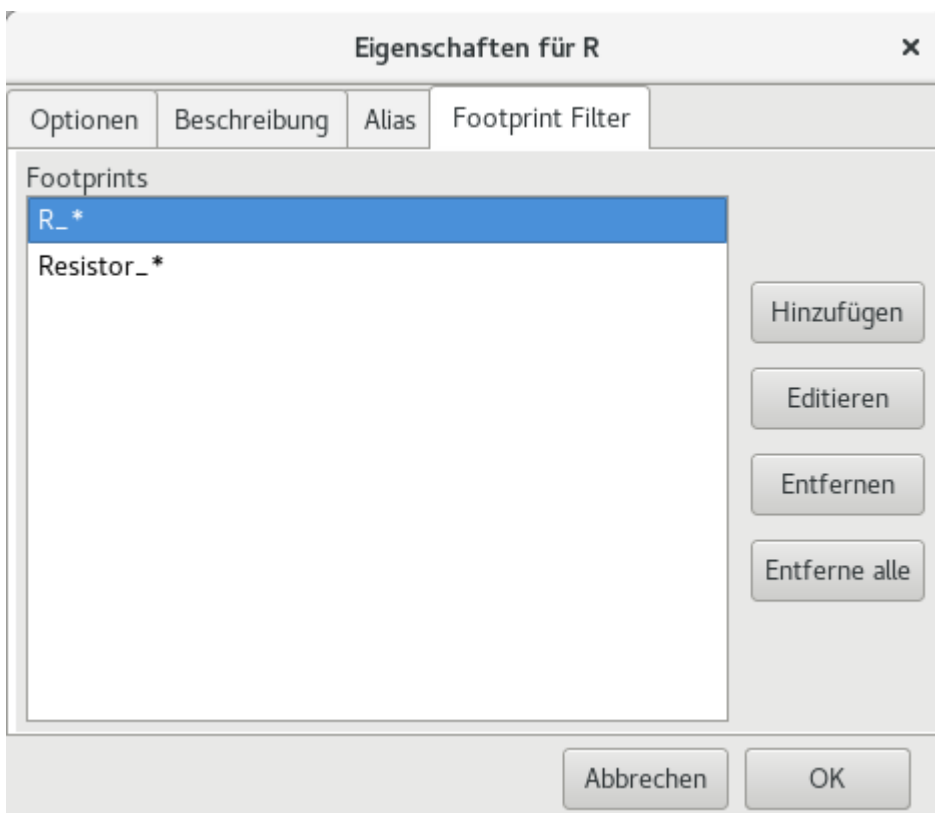 Eigenschaften für R
Optionen Beschreibung Alias Footprint Filter
Footprints
R_*
Resistor_*
Hinzufügen
Editieren
Entfernen
Entferne alle
Abbrechen OK